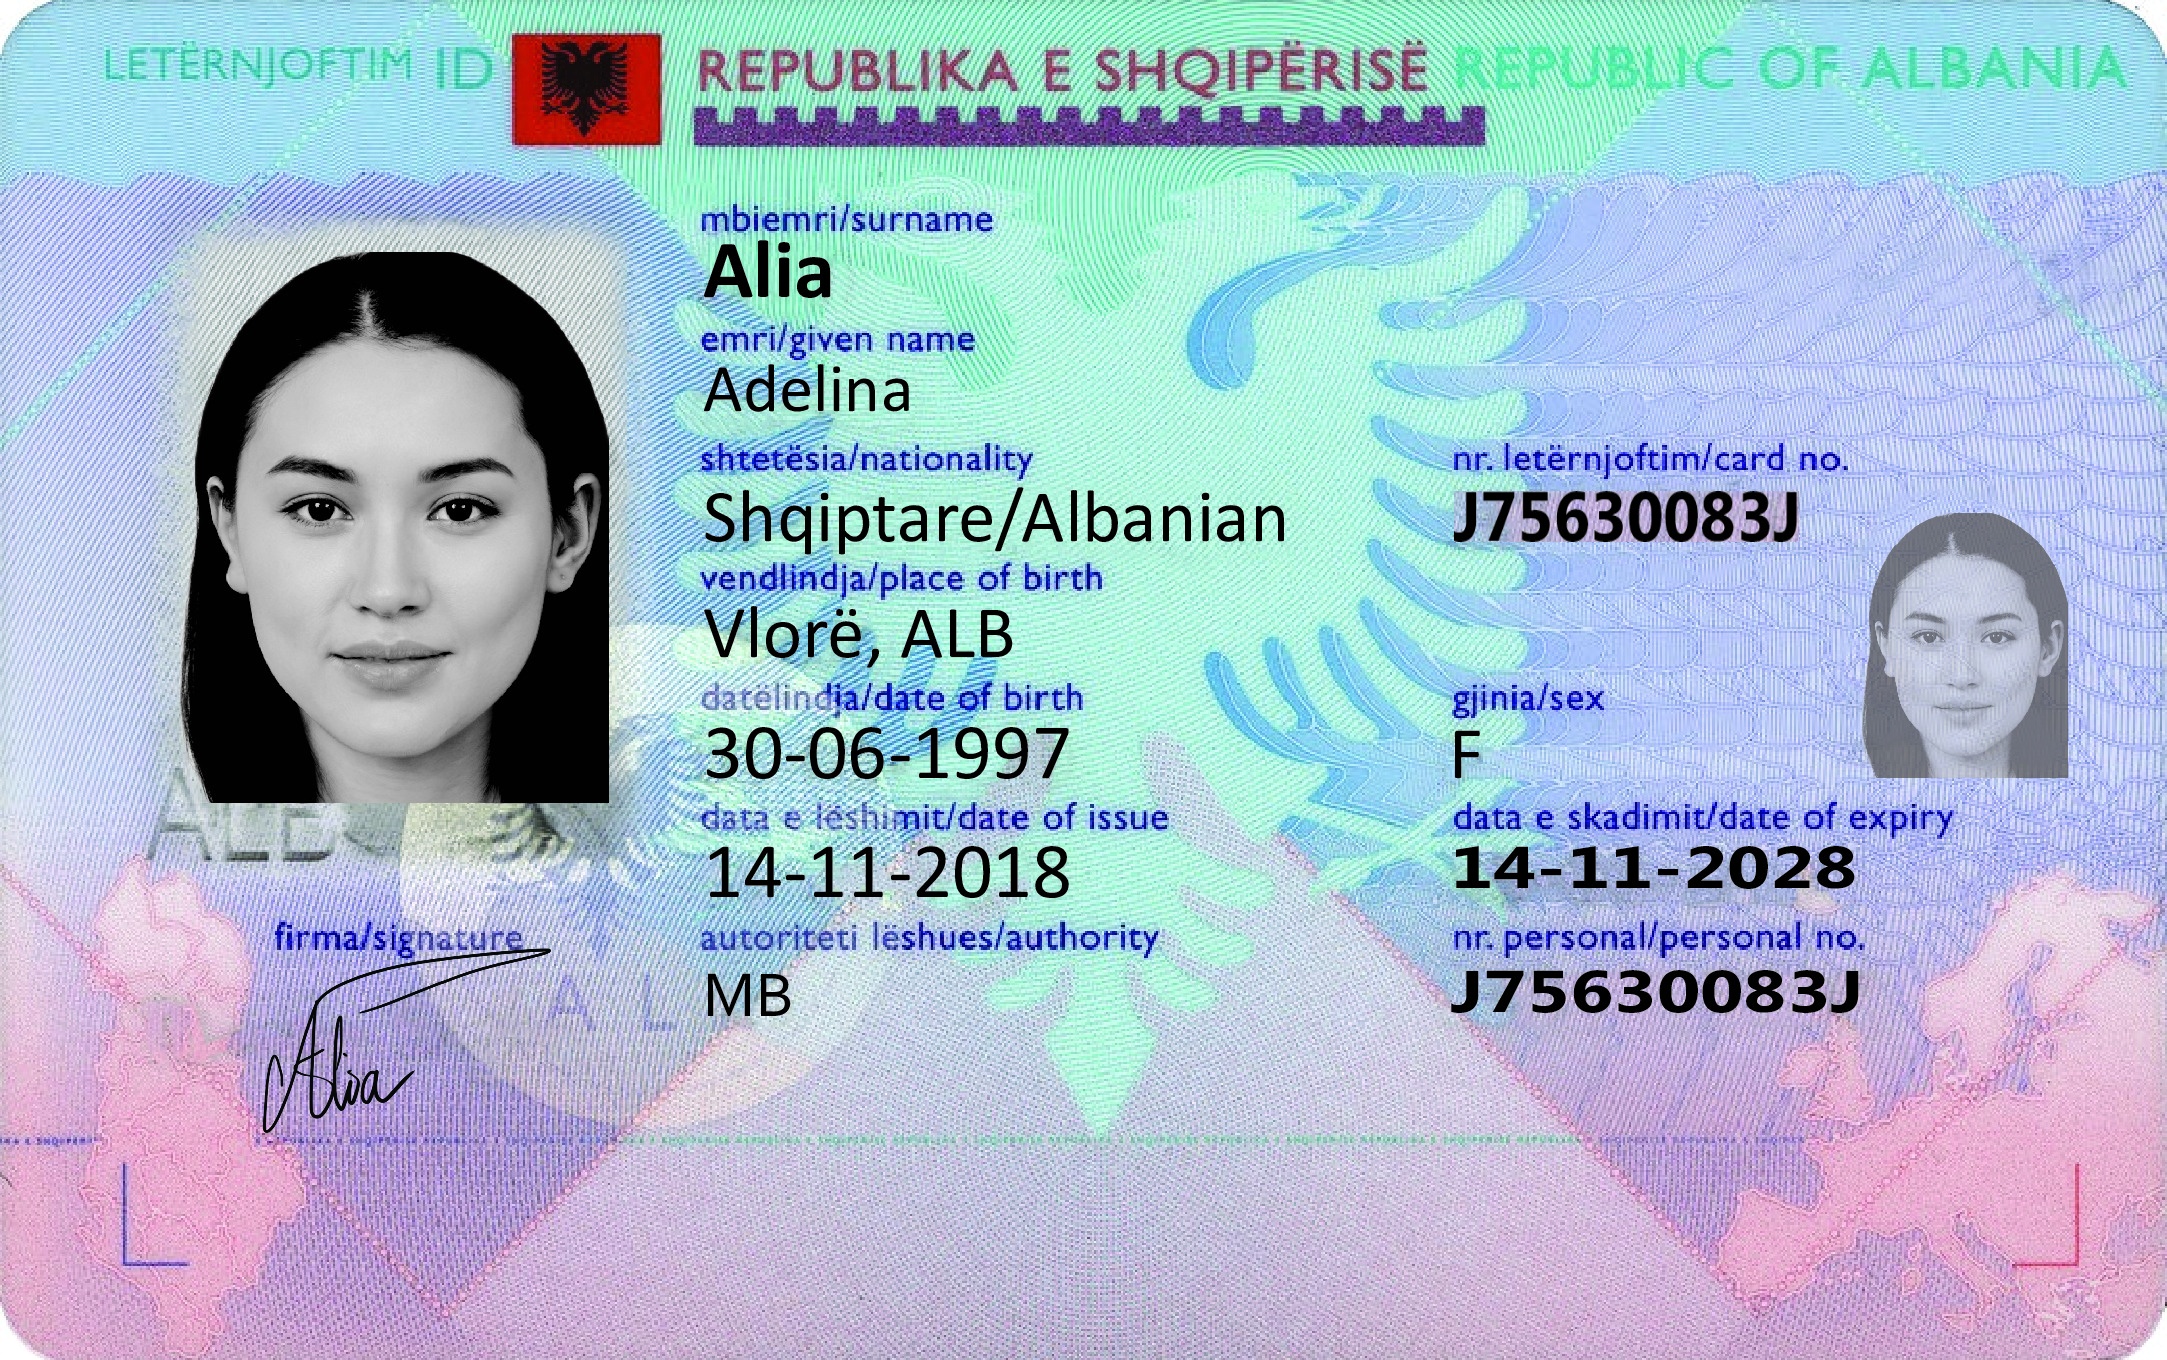 LETËRNJOFTIM ID REPUBLIKA E SHQIPËRISË REPUBLIC OF ALBANIA
mbiemri/surname
Alia
emri/given name
Adelina
shtetësia/nationality nr. letërnjoftim/card no.
Shqiptare/Albanian J75630083J
vendlindja/place of birth
Vlorë, ALB
datëlindja/date of birth gjinia/sex
30-06-1997 F
data e lëshimit/date of issue data e skadimit/date of expiry
14-11-2018 14-11-2028
ALB
firma/signature autoriteti lëshues/authority nr. personal/personal no.
MB J75630083J
A L
Alia